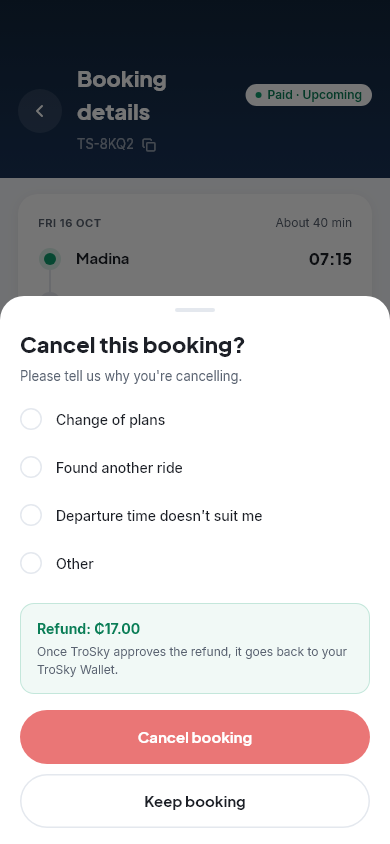 Booking
details
Paid · Upcoming
TS-8KQ2
FRI 16 OCT
About 40 min
Madina
07:15
Cancel this booking?
Please tell us why you're cancelling.
Change of plans
Found another ride
Departure time doesn't suit me
Other
Refund: ₵17.00
Once TroSky approves the refund, it goes back to your
TroSky Wallet.
Cancel booking
Keep booking